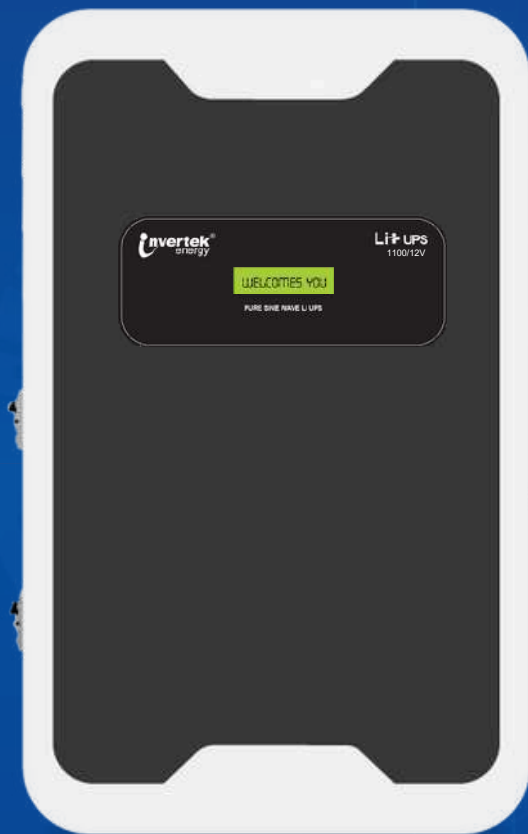 invertek®
energy
Li+ UPS
1100/12V
WELCOMES YOU
PURE SINE WAVE Li UPS